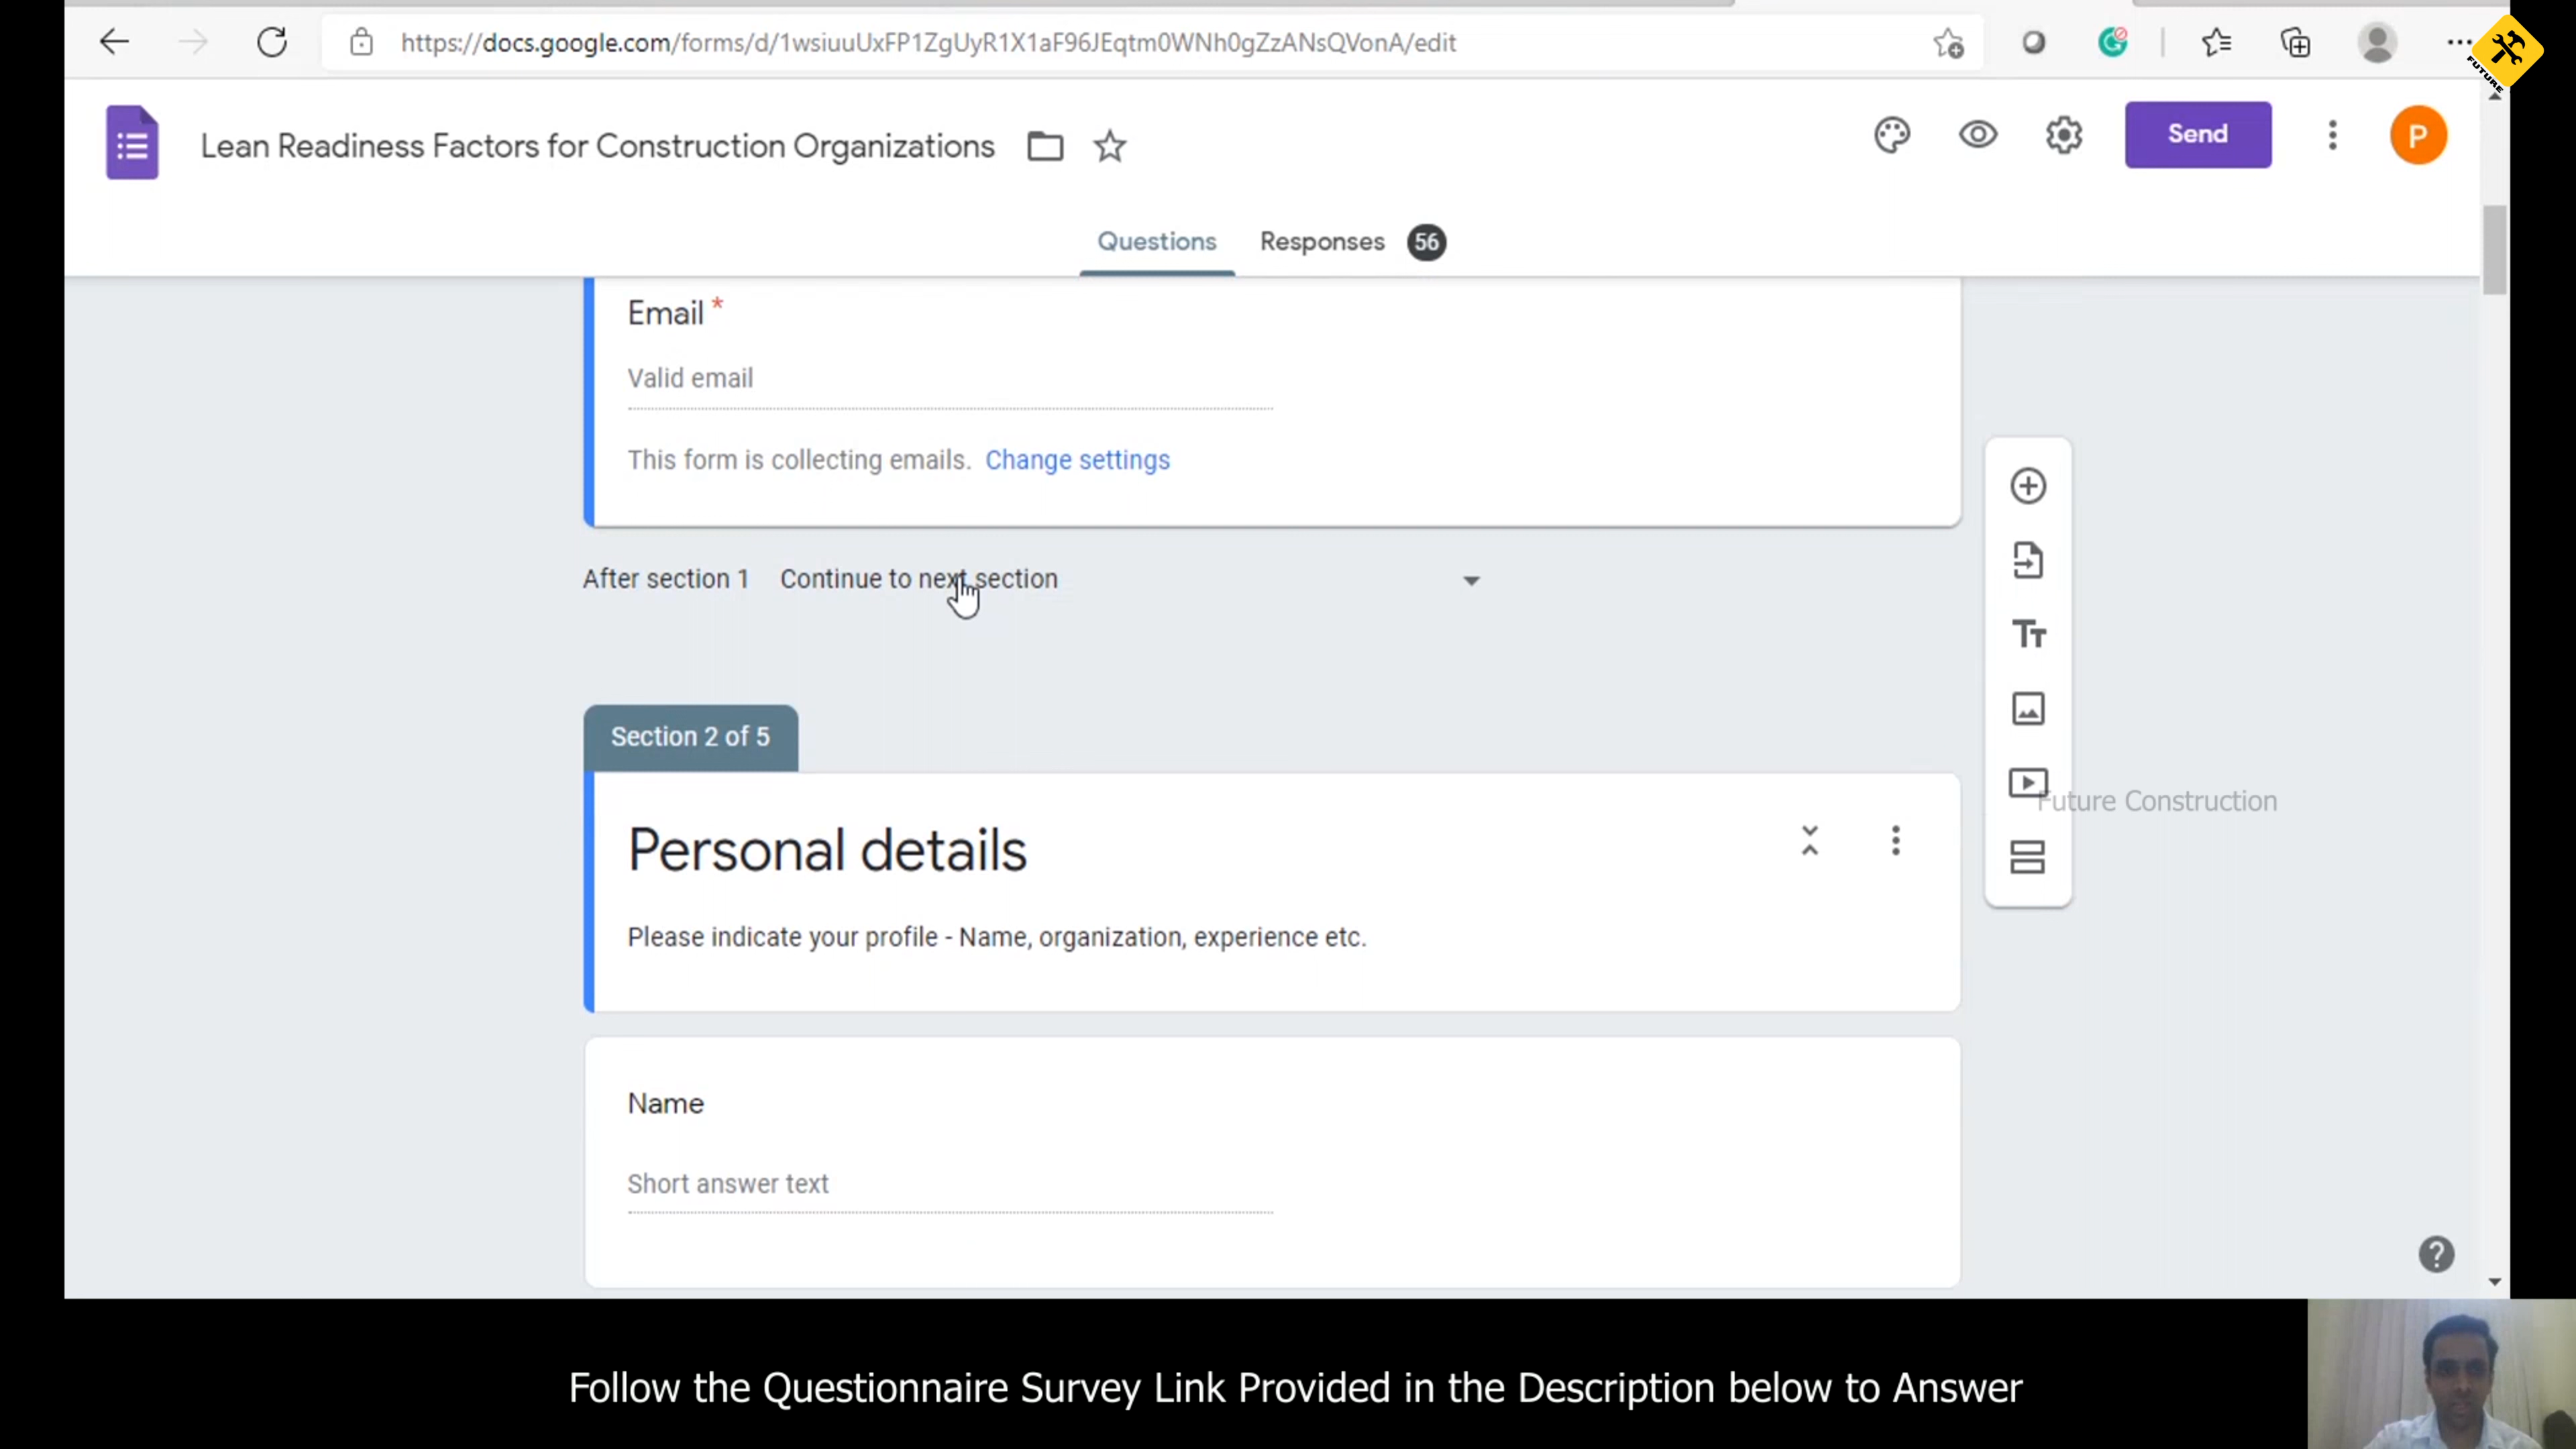 https://docs.google.com/forms/d/1wsiuuUxFP1ZgUyR1X1aF96JEqtm0WNh0gZzANsQVonA/edit
FUTURE
Lean Readiness Factors for Construction Organizations
Send
P
Questions
Responses 56
Email *
Valid email
This form is collecting emails. Change settings
After section 1 Continue to next section
Section 2 of 5
Future Construction
Personal details
Please indicate your profile - Name, organization, experience etc.
Name
Short answer text
Follow the Questionnaire Survey Link Provided in the Description below to Answer